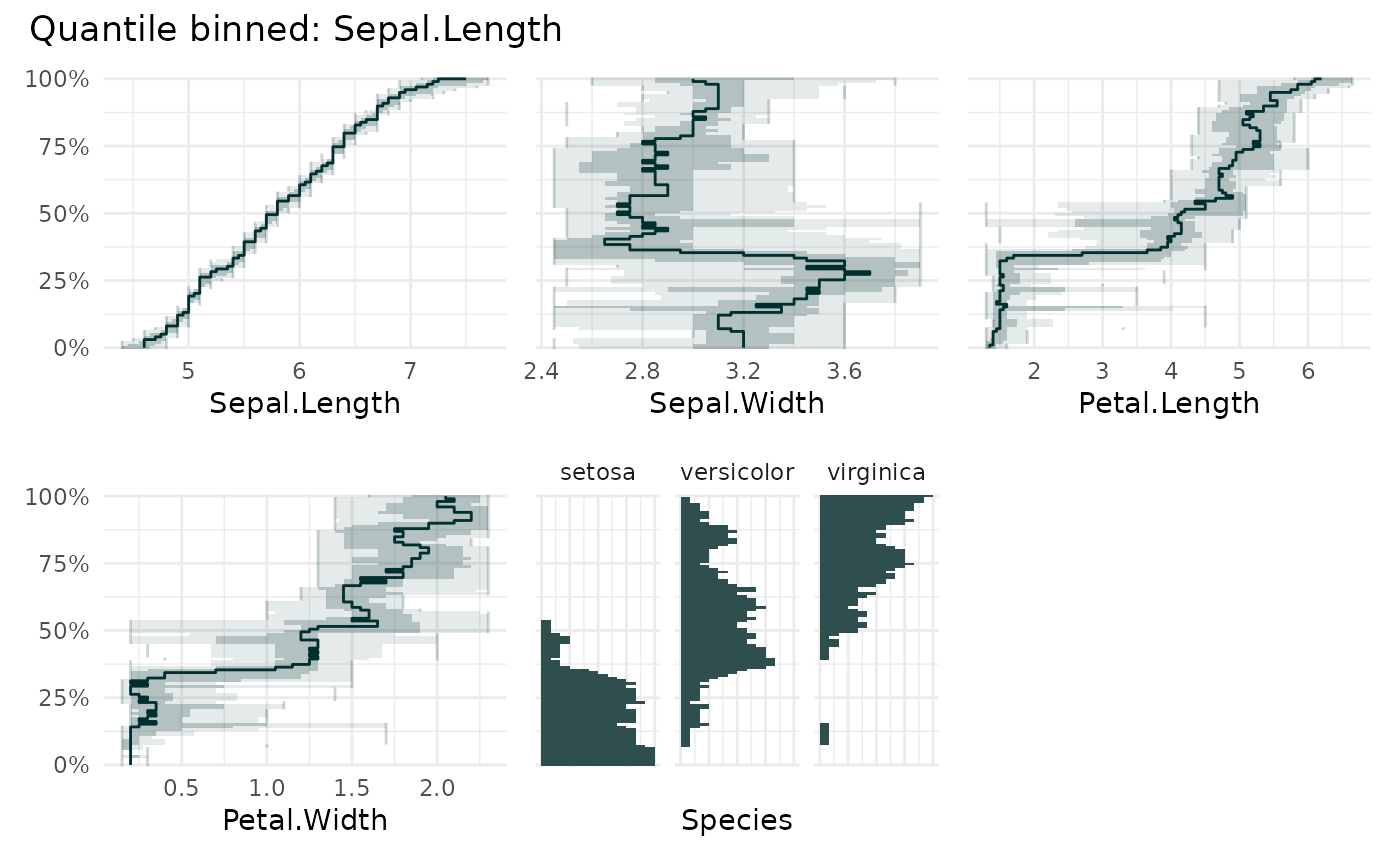 Quantile binned: Sepal.Length
100%
75%
50%
25%
0%
5 6 7
2.4 2.8 3.2 3.6
2 3 4 5 6
Sepal.Length
Sepal.Width
Petal.Length
setosa
versicolor
virginica
100%
75%
50%
25%
0%
0.5 1.0 1.5 2.0
Petal.Width
Species